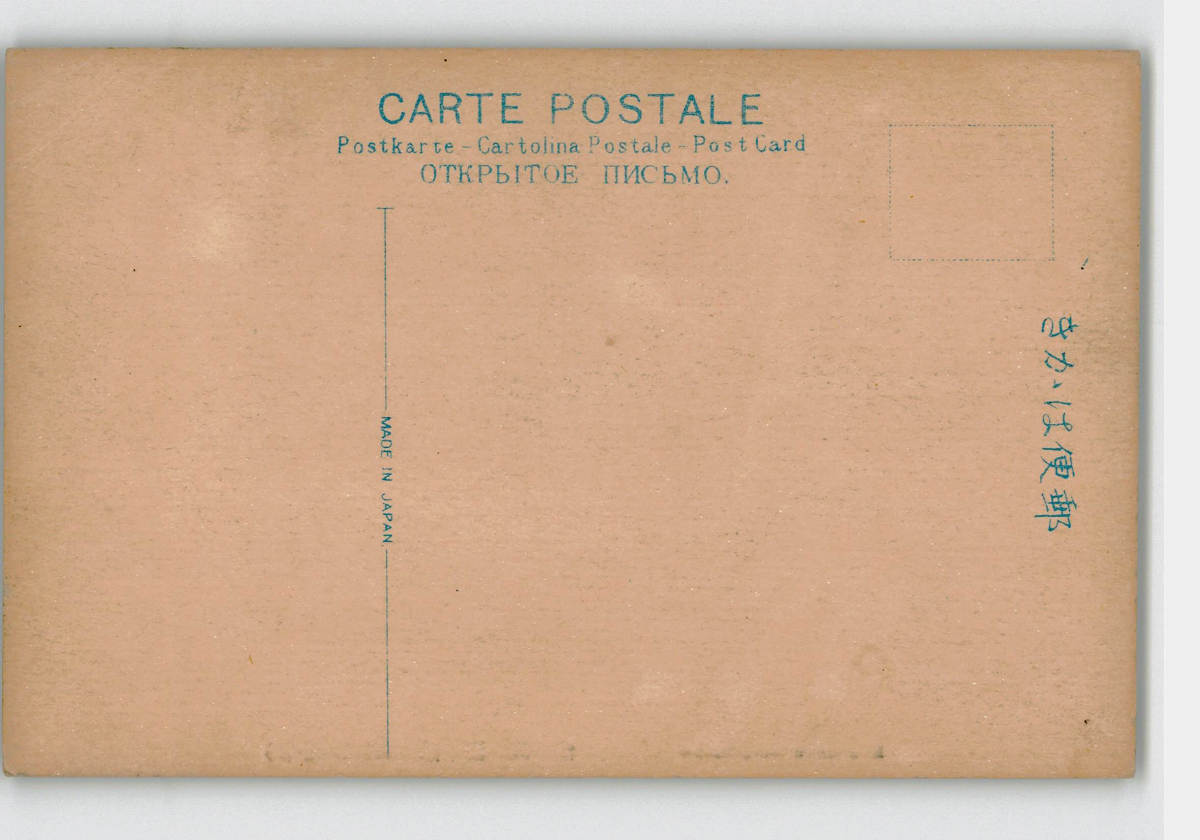 CARTE POSTALE
Postkarte - Cartolina Postale - Post Card
ОТКРЫТОЕ ПИСЬМО.
MADE IN JAPAN.
郵便はがき